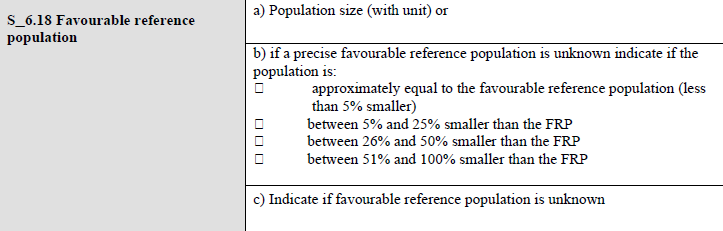 S_6.18 Favourable reference
population
a) Population size (with unit) or
b) if a precise favourable reference population is unknown indicate if the
population is:
☐ approximately equal to the favourable reference population (less
than 5% smaller)
☐ between 5% and 25% smaller than the FRP
☐ between 26% and 50% smaller than the FRP
☐ between 51% and 100% smaller than the FRP
c) Indicate if favourable reference population is unknown